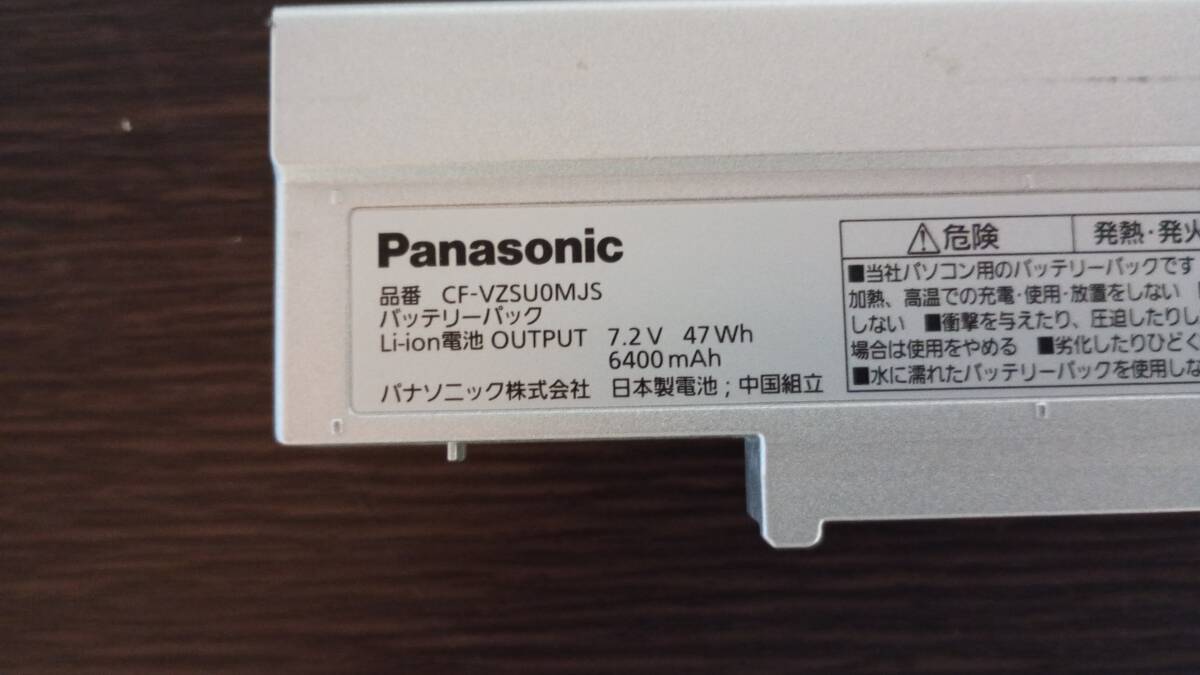 Panasonic
品番 CF-VZSU0MJS
バッテリーパック
Li-ion電池 OUTPUT 7.2 V 47 Wh
6400 mAh
パナソニック株式会社 日本製電池 ; 中国組立
⚠危険 発熱・発火
■当社パソコン用のバッテリーパックです
加熱、高温での充電・使用・放置をしない
しない ■衝撃を与えたり、圧迫したりし
場合は使用をやめる ■劣化したりひどく
■水に濡れたバッテリーパックを使用しな